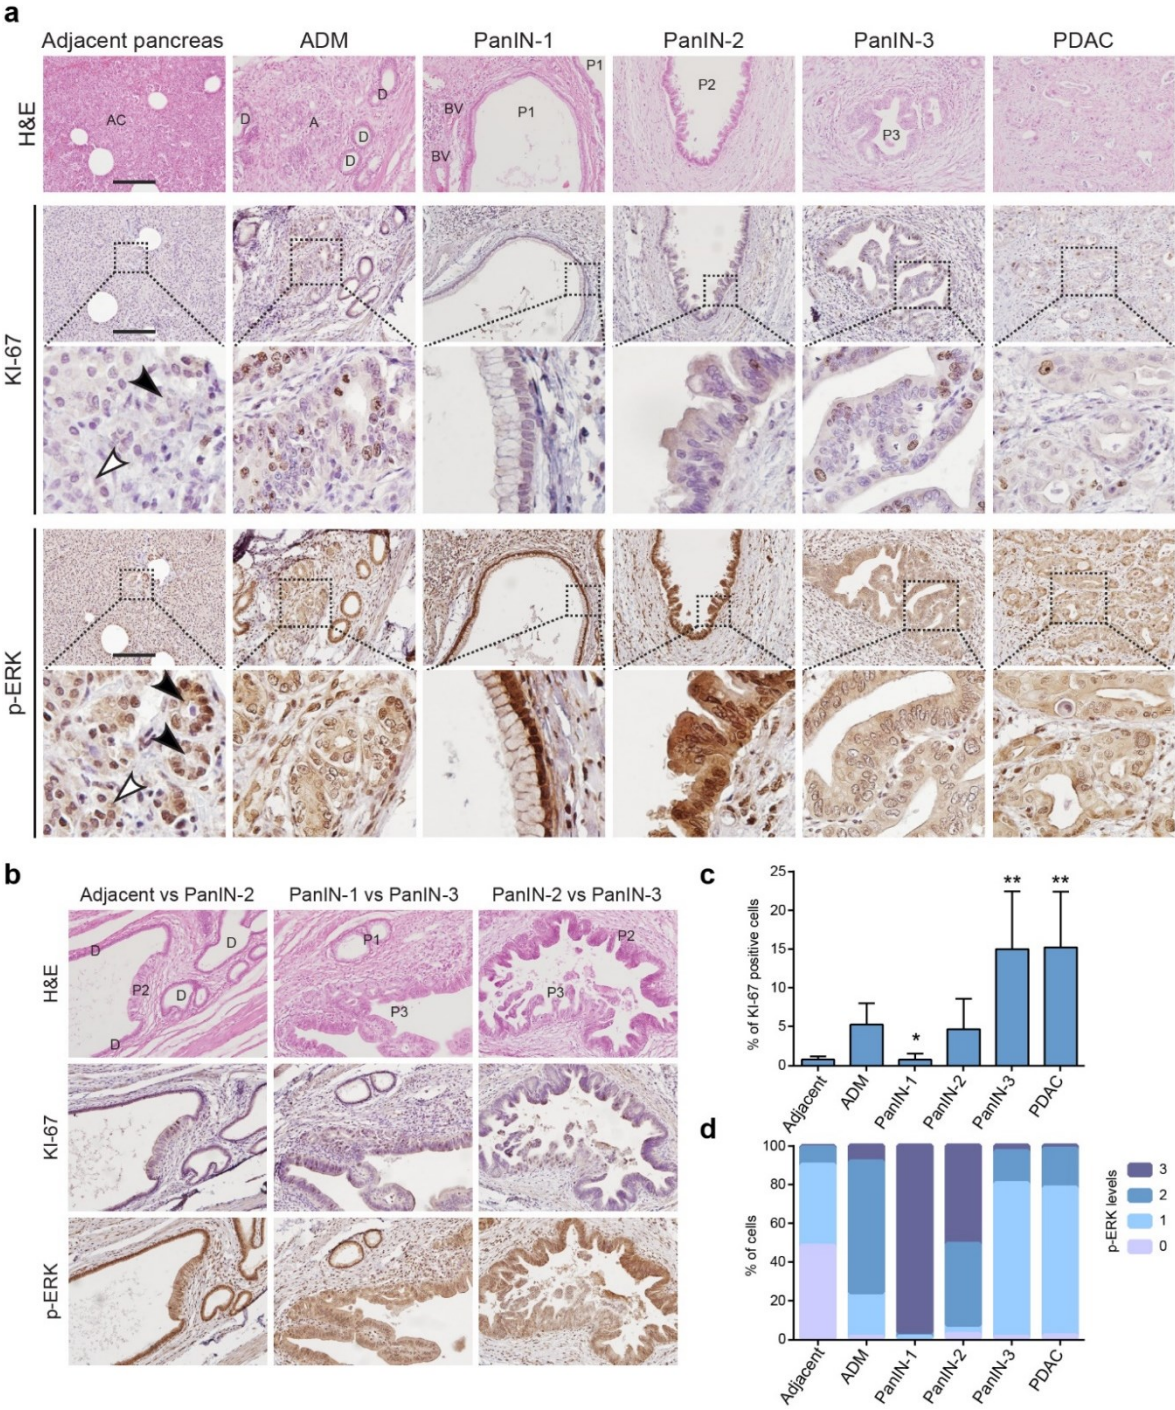 a
Adjacent pancreas ADM PanIN-1 PanIN-2 PanIN-3 PDAC
H&E
AC
D
D
A
D
D
BV
BV
P1
P1
P2
P3
KI-67
p-ERK
b
Adjacent vs PanIN-2 PanIN-1 vs PanIN-3 PanIN-2 vs PanIN-3
H&E
D
D
P2
D
D
P1
P3
P2
P3
KI-67
p-ERK
c
% of KI-67 positive cells
25
20
15
10
5
0
*
**
**
Adjacent
ADM
PanIN-1
PanIN-2
PanIN-3
PDAC
d
% of cells
100
80
60
40
20
0
Adjacent
ADM
PanIN-1
PanIN-2
PanIN-3
PDAC
p-ERK levels
3
2
1
0